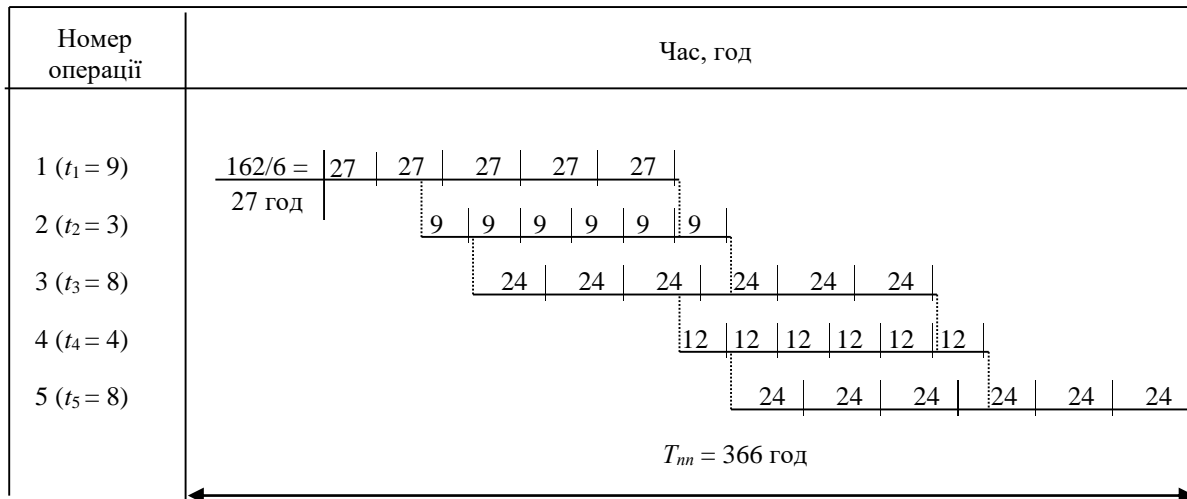 Номер
операції
Час, год
1 (t1 = 9)
162/6 = 27 27 27 27 27
27 год
2 (t2 = 3)
9 9 9 9 9 9
3 (t3 = 8)
24 24 24 24 24 24
4 (t4 = 4)
12 12 12 12 12 12
5 (t5 = 8)
24 24 24 24 24 24
Tпп = 366 год